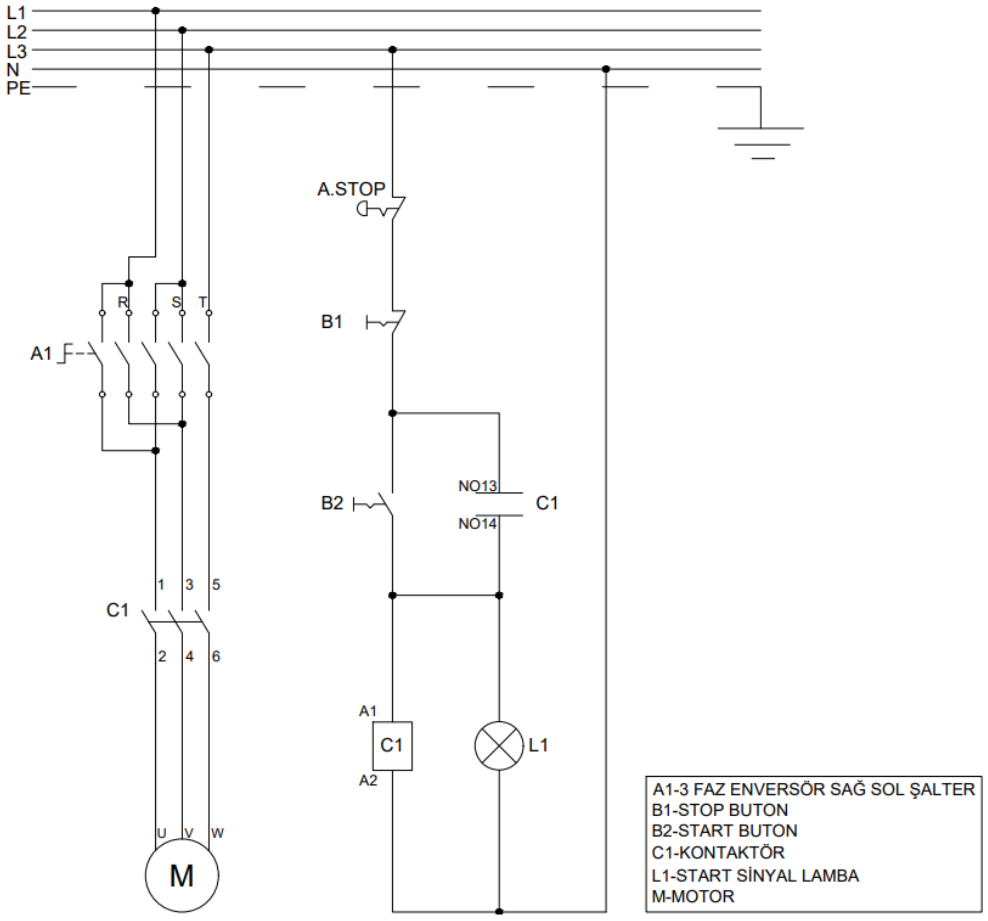 L1
L2
L3
N
PE
A.STOP
R S T
A1
B1
B2
NO13
NO14
C1
1 3 5
C1
2 4 6
A1
C1
A2
L1
U V W
M
A1-3 FAZ ENVERSÖR SAĞ SOL ŞALTER
B1-STOP BUTON
B2-START BUTON
C1-KONTAKTÖR
L1-START SİNYAL LAMBA
M-MOTOR